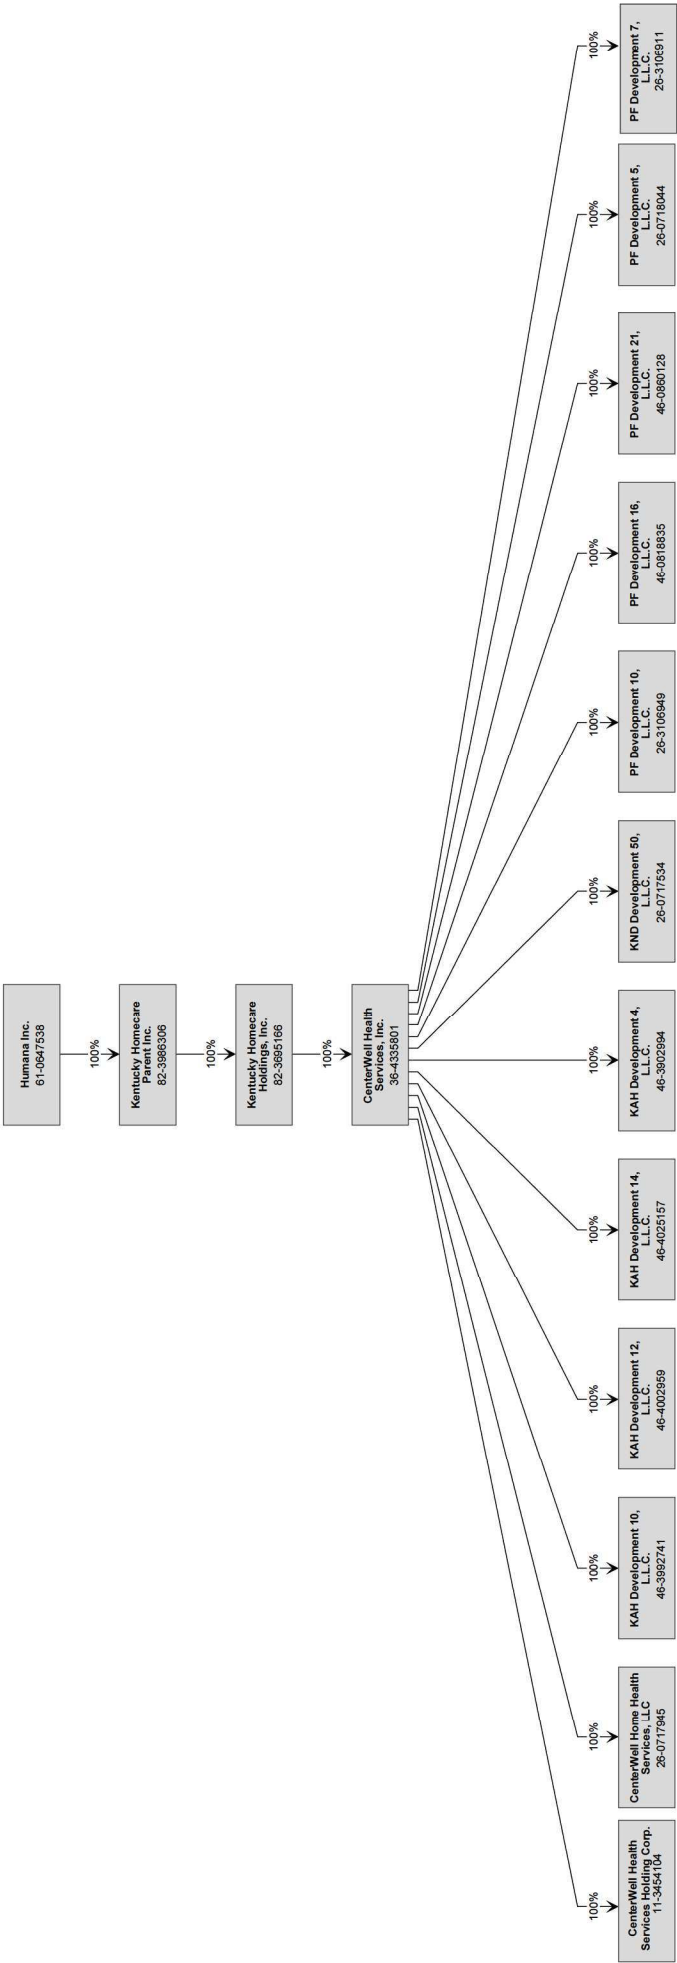 Humana Inc.
61-0647538
100%
Kentucky Homecare
Parent Inc.
82-3986306
100%
Kentucky Homecare
Holdings, Inc.
82-3695166
100%
CenterWell Health
Services, Inc.
36-4335801
100%
CenterWell Health
Services Holding Corp.
11-3454104
100%
CenterWell Home Health
Services, LLC
26-0717945
100%
KAH Development 10,
L.L.C.
46-3992741
100%
KAH Development 12,
L.L.C.
46-4002959
100%
KAH Development 14,
L.L.C.
46-4025157
100%
KAH Development 4,
L.L.C.
46-3902994
100%
KND Development 50,
L.L.C.
26-0717534
100%
PF Development 10,
L.L.C.
26-3106949
100%
PF Development 16,
L.L.C.
46-0818835
100%
PF Development 21,
L.L.C.
46-0860128
100%
PF Development 5,
L.L.C.
26-0718044
100%
PF Development 7,
L.L.C.
26-3106911